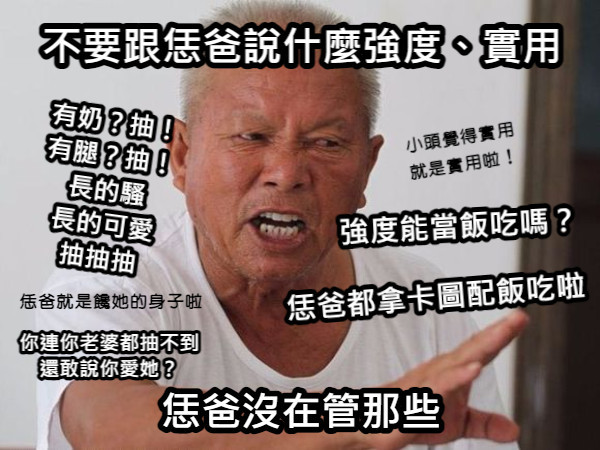 不要跟恁爸說什麼強度、實用
有奶？抽！
有腿？抽！
長的騷
長的可愛
抽抽抽
小頭覺得實用
就是實用啦！
強度能當飯吃嗎？
恁爸都拿卡圖配飯吃啦
恁爸就是饞她的身子啦
你連你老婆都抽不到
還敢說你愛她？
恁爸沒在管那些